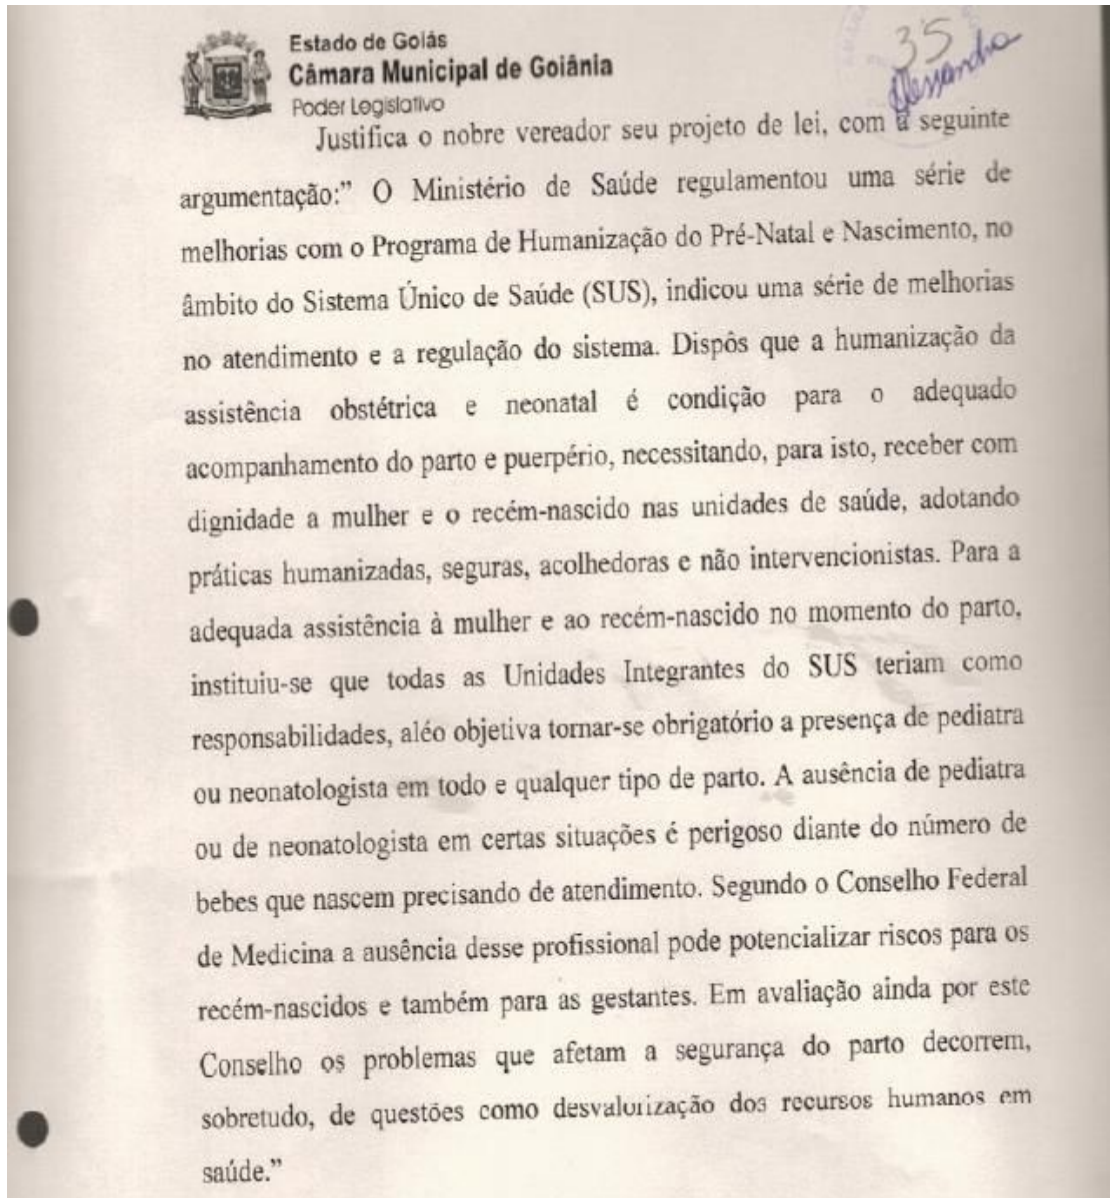 Estado de Goiás
Câmara Municipal de Goiânia
Poder Legislativo
35
Alessandra
Justifica o nobre vereador seu projeto de lei, com a seguinte
argumentação:” O Ministério de Saúde regulamentou uma série de
melhorias com o Programa de Humanização do Pré-Natal e Nascimento, no
âmbito do Sistema Único de Saúde (SUS), indicou uma série de melhorias
no atendimento e a regulação do sistema. Dispôs que a humanização da
assistência obstétrica e neonatal é condição para o adequado
acompanhamento do parto e puerpério, necessitando, para isto, receber com
dignidade a mulher e o recém-nascido nas unidades de saúde, adotando
práticas humanizadas, seguras, acolhedoras e não intervencionistas. Para a
adequada assistência à mulher e ao recém-nascido no momento do parto,
instituiu-se que todas as Unidades Integrantes do SUS teriam como
responsabilidades, aléo objetiva tornar-se obrigatório a presença de pediatra
ou neonatologista em todo e qualquer tipo de parto. A ausência de pediatra
ou de neonatologista em certas situações é perigoso diante do número de
bebes que nascem precisando de atendimento. Segundo o Conselho Federal
de Medicina a ausência desse profissional pode potencializar riscos para os
recém-nascidos e também para as gestantes. Em avaliação ainda por este
Conselho os problemas que afetam a segurança do parto decorrem,
sobretudo, de questões como desvalorização dos recursos humanos em
saúde.”